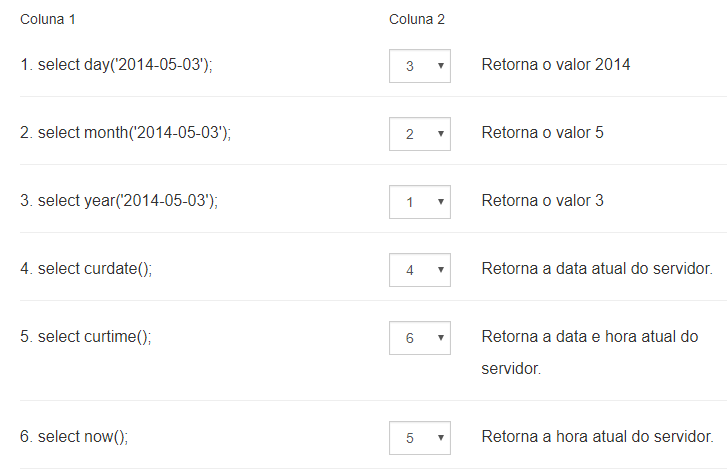 Coluna 1 Coluna 2
1. select day('2014-05-03'); 3 Retorna o valor 2014
2. select month('2014-05-03'); 2 Retorna o valor 5
3. select year('2014-05-03'); 1 Retorna o valor 3
4. select curdate(); 4 Retorna a data atual do servidor.
5. select curtime(); 6 Retorna a data e hora atual do
servidor.
6. select now(); 5 Retorna a hora atual do servidor.